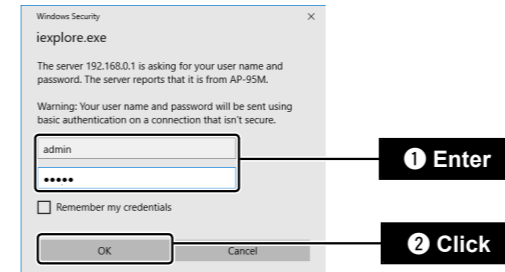 Windows Security
iexplore.exe
The server 192.168.0.1 is asking for your user name and
password. The server reports that it is from AP-95M.
Warning: Your user name and password will be sent using
basic authentication on a connection that isn't secure.
admin
•••••
Remember my credentials
OK Cancel
❶ Enter
❷ Click